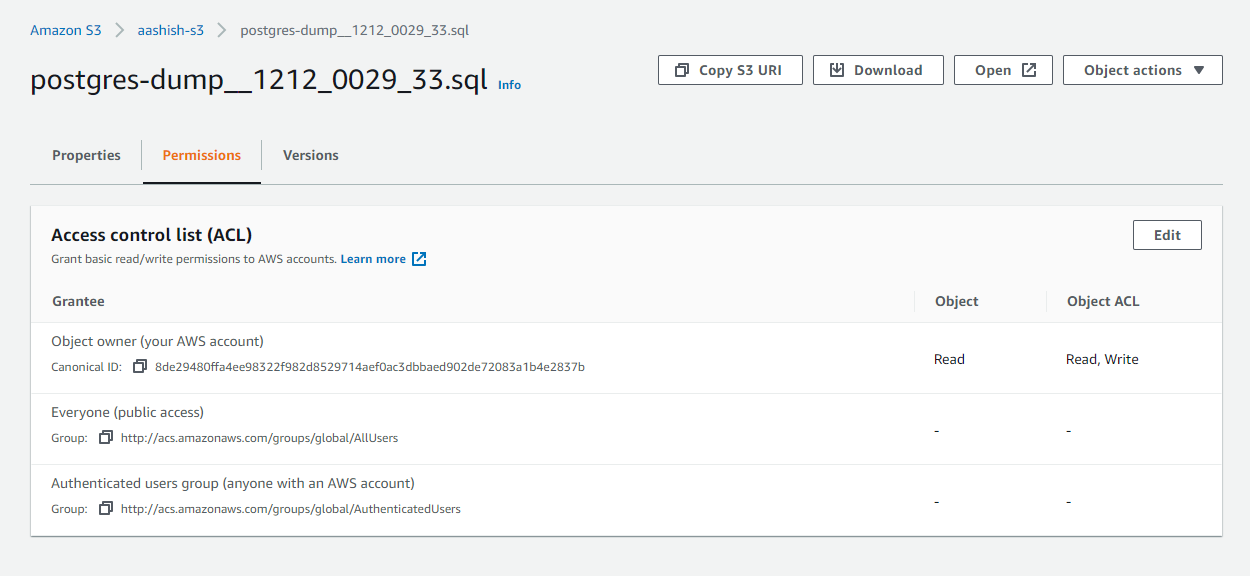 Amazon S3 > aashish-s3 > postgres-dump__1212_0029_33.sql
postgres-dump__1212_0029_33.sql Info
Copy S3 URI Download Open Object actions
Properties Permissions Versions
Access control list (ACL)
Edit
Grant basic read/write permissions to AWS accounts. Learn more
Grantee Object Object ACL
Object owner (your AWS account)
Canonical ID: 8de29480ffa4ee98322f982d8529714aef0ac3dbbaed902de72083a1b4e2837b
Read Read, Write
Everyone (public access)
Group: http://acs.amazonaws.com/groups/global/AllUsers
- -
Authenticated users group (anyone with an AWS account)
Group: http://acs.amazonaws.com/groups/global/AuthenticatedUsers
- -